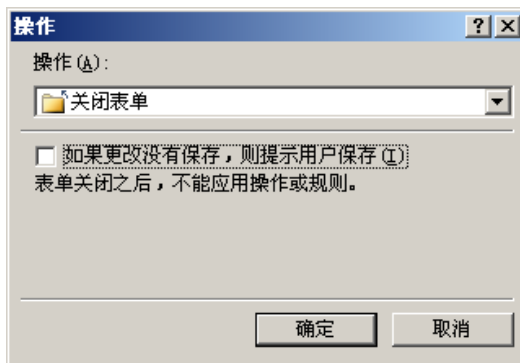 操作
操作(A):
关闭表单
如果更改没有保存，则提示用户保存(I)
表单关闭之后，不能应用操作或规则。
确定 取消